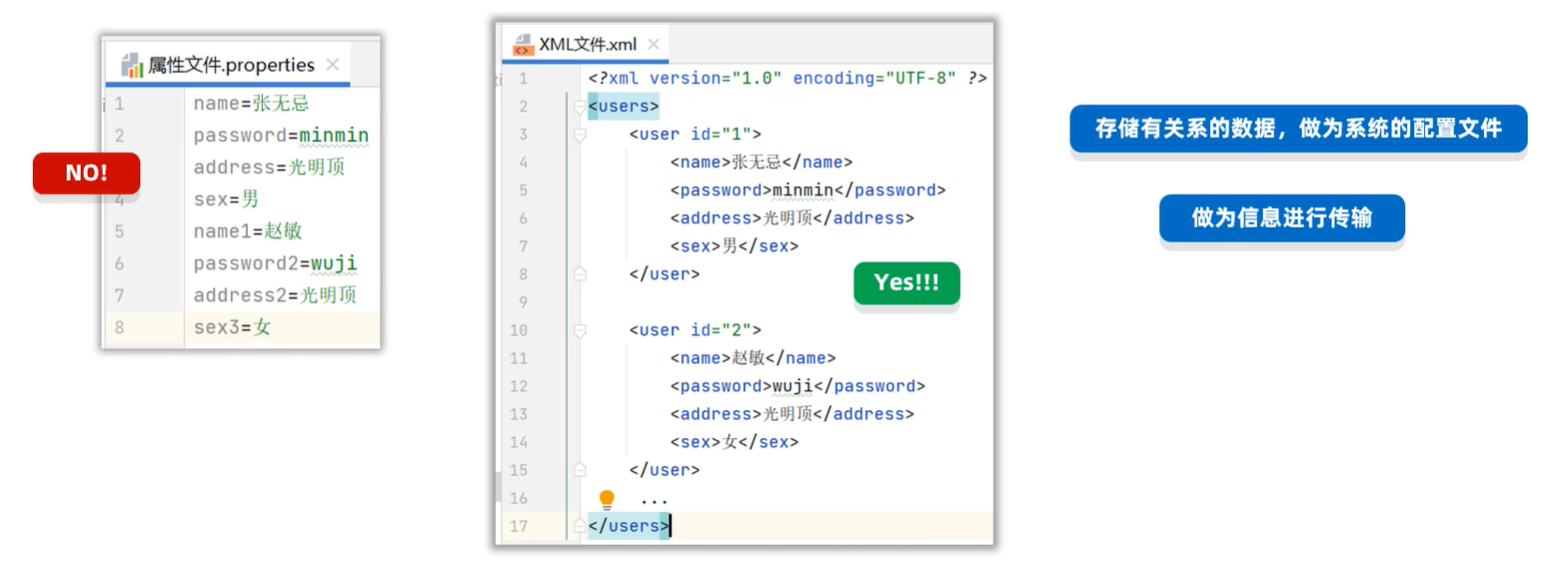 属性文件.properties
1 name=张无忌
2 password=minmin
address=光明顶
NO!
4 sex=男
5 name1=赵敏
6 password2=wuji
7 address2=光明顶
8 sex3=女
XML文件.xml
1 <?xml version="1.0" encoding="UTF-8" ?>
2 <users>
3 <user id="1">
4 <name>张无忌</name>
5 <password>minmin</password>
6 <address>光明顶</address>
7 <sex>男</sex>
8 </user>
9
10 <user id="2">
11 <name>赵敏</name>
12 <password>wuji</password>
13 <address>光明顶</address>
14 <sex>女</sex>
15 </user>
16 ...
17 </users>
Yes!!!
存储有关系的数据，做为系统的配置文件
做为信息进行传输